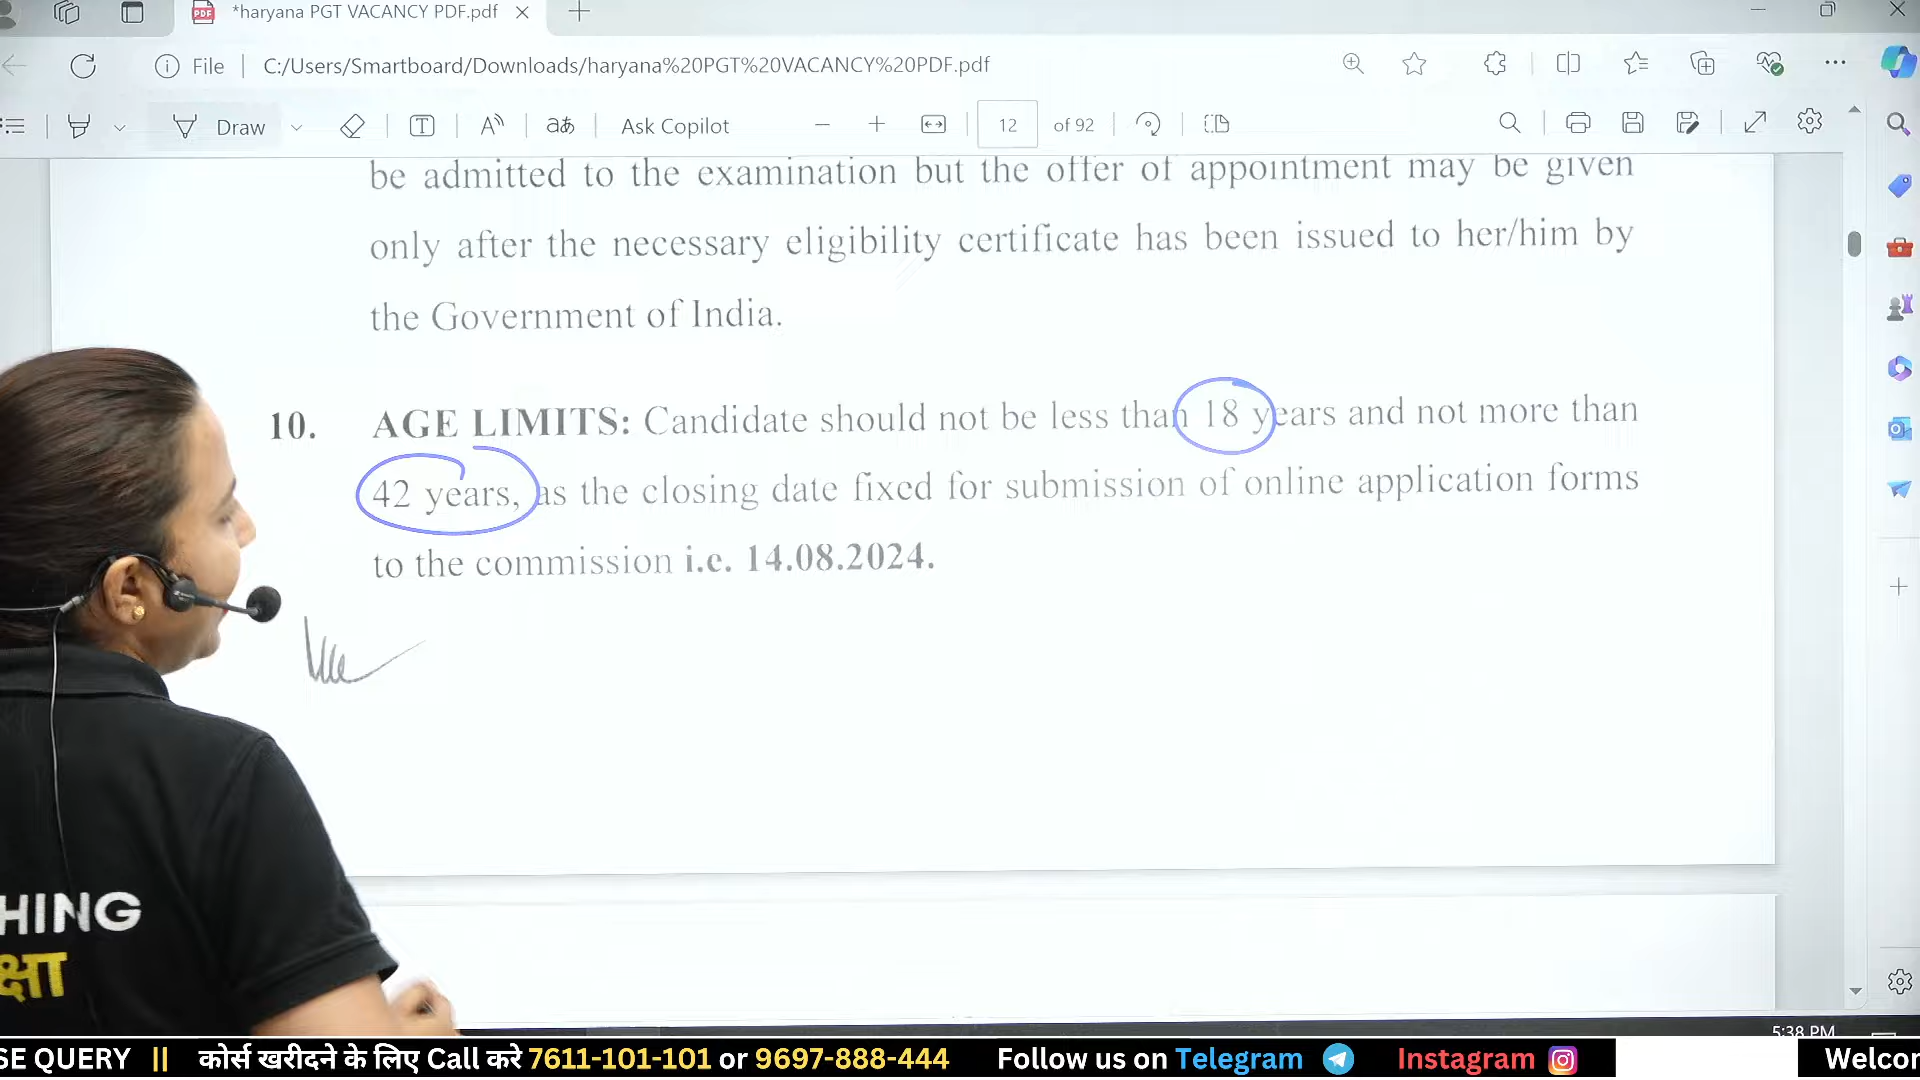 *haryana PGT VACANCY PDF.pdf
File
C:/Users/Smartboard/Downloads/haryana%20PGT%20VACANCY%20PDF.pdf
Draw
Ask Copilot
12 of 92
be admitted to the examination but the offer of appointment may be given
only after the necessary eligibility certificate has been issued to her/him by
the Government of India.
10. AGE LIMITS: Candidate should not be less than 18 years and not more than
42 years, as the closing date fixed for submission of online application forms
to the commission i.e. 14.08.2024.
HING
क्षा
5:38 PM
SE QUERY || कोर्स खरीदने के लिए Call करे 7611-101-101 or 9697-888-444 Follow us on Telegram Instagram Welcor